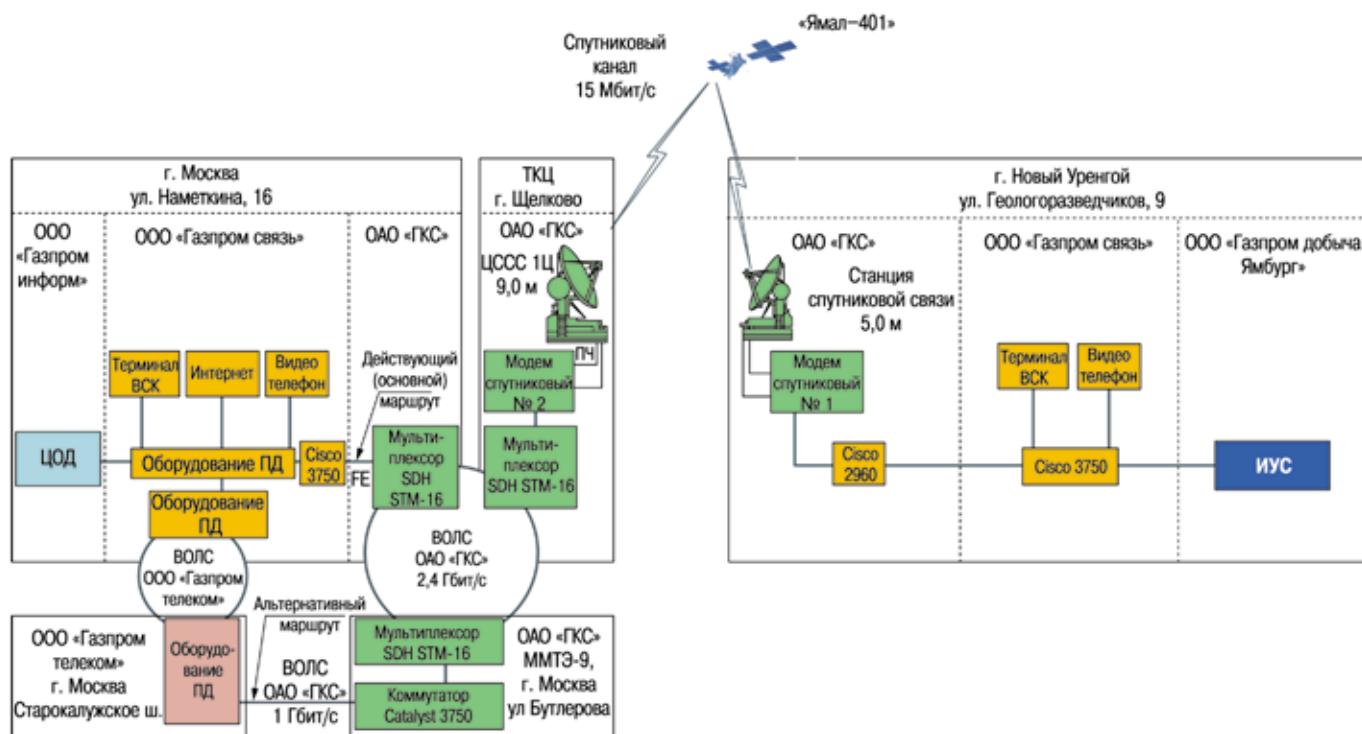 «Ямал–401»
Спутниковый
канал
15 Мбит/с
г. Москва
ул. Наметкина, 16
ООО
«Газпром
информ»
ООО «Газпром связь»
ОАО «ГКС»
Терминал
ВСК
Интернет
Видео
телефон
Действующий
(основной)
маршрут
ЦОД
Оборудование ПД
Cisco
3750
FE
Мульти-
плексор
SDH
STM-16
Оборудование
ПД
ТКЦ
г. Щелково
ОАО «ГКС»
ЦССС 1Ц
9,0 м
ПЧ
Модем
спутниковый
№ 2
Мульти-
плексор
SDH STM-16
ВОЛС
ООО «Газпром
телеком»
ВОЛС
ОАО «ГКС»
2,4 Гбит/с
Альтернативный
маршрут
ООО «Газпром
телеком»
г. Москва
Старокалужское ш.
Оборудо-
вание
ПД
ВОЛС
ОАО «ГКС»
1 Гбит/с
Мультиплексор
SDH STM-16
Коммутатор
Catalyst 3750
ОАО «ГКС»
ММТЭ-9,
г. Москва
ул Бутлерова
г. Новый Уренгой
ул. Геологоразведчиков, 9
ОАО «ГКС»
Станция
спутниковой связи
5,0 м
Модем
спутниковый
№ 1
Cisco
2960
ООО «Газпром связь»
Терминал
ВСК
Видео
телефон
Cisco 3750
ООО «Газпром добыча
Ямбург»
ИУС